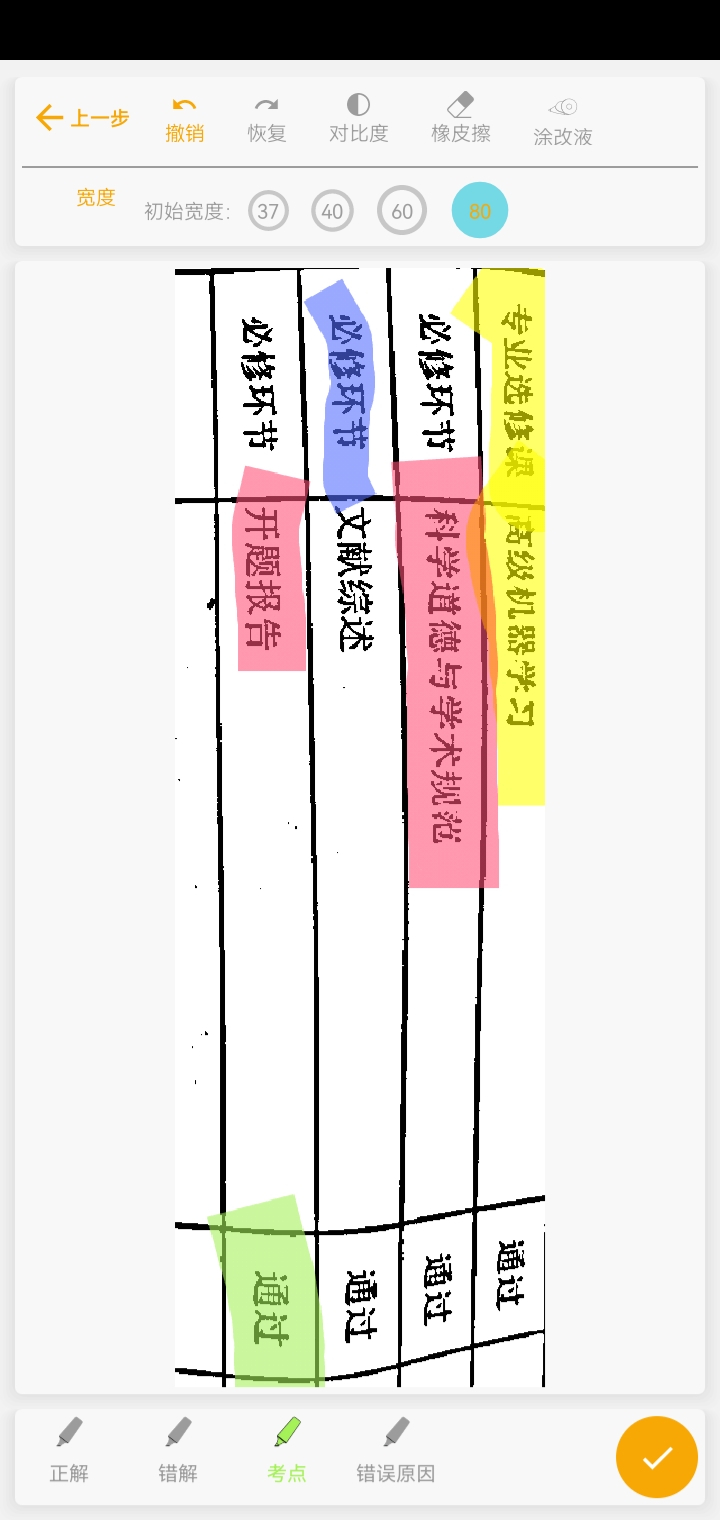 上一步
撤销
恢复
对比度
橡皮擦
涂改液
宽度
初始宽度:
37
40
60
80
专业选修课 高级机器学习 通过
必修环节 科学道德与学术规范 通过
必修环节 文献综述 通过
必修环节 开题报告 通过
正解
错解
考点
错误原因